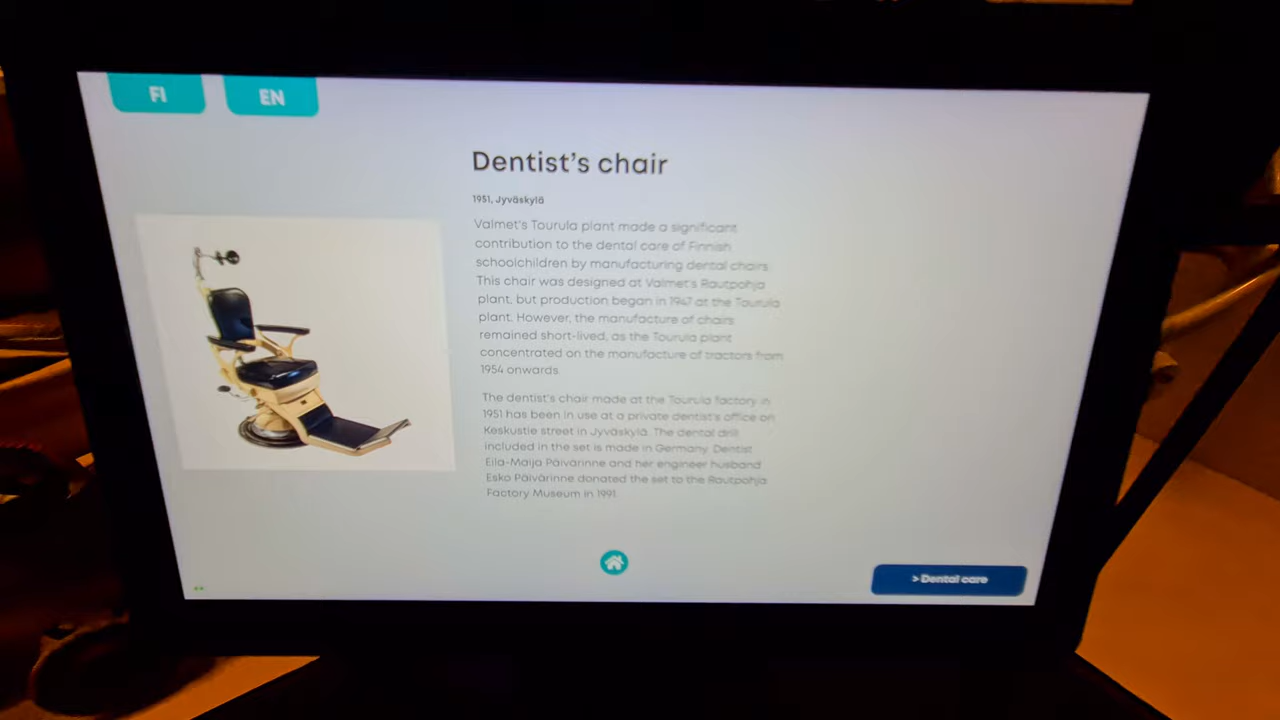 FI
EN
Dentist's chair
1951, Jyväskylä
Valmet's Tourula plant made a significant
contribution to the dental care of Finnish
schoolchildren by manufacturing dental chairs.
This chair was designed at Valmet's Rautpohja
plant, but production began in 1947 at the Tourula
plant. However, the manufacture of chairs
remained short-lived, as the Tourula plant
concentrated on the manufacture of tractors from
1954 onwards.
The dentist's chair made at the Tourula factory in
1951 has been in use at a private dentist's office on
Keskustie street in Jyväskylä. The dental drill
included in the set is made in Germany. Dentist
Eila-Maija Päivärinne and her engineer husband
Esko Päivärinne donated the set to the Rautpohja
Factory Museum in 1991.
> Dental care